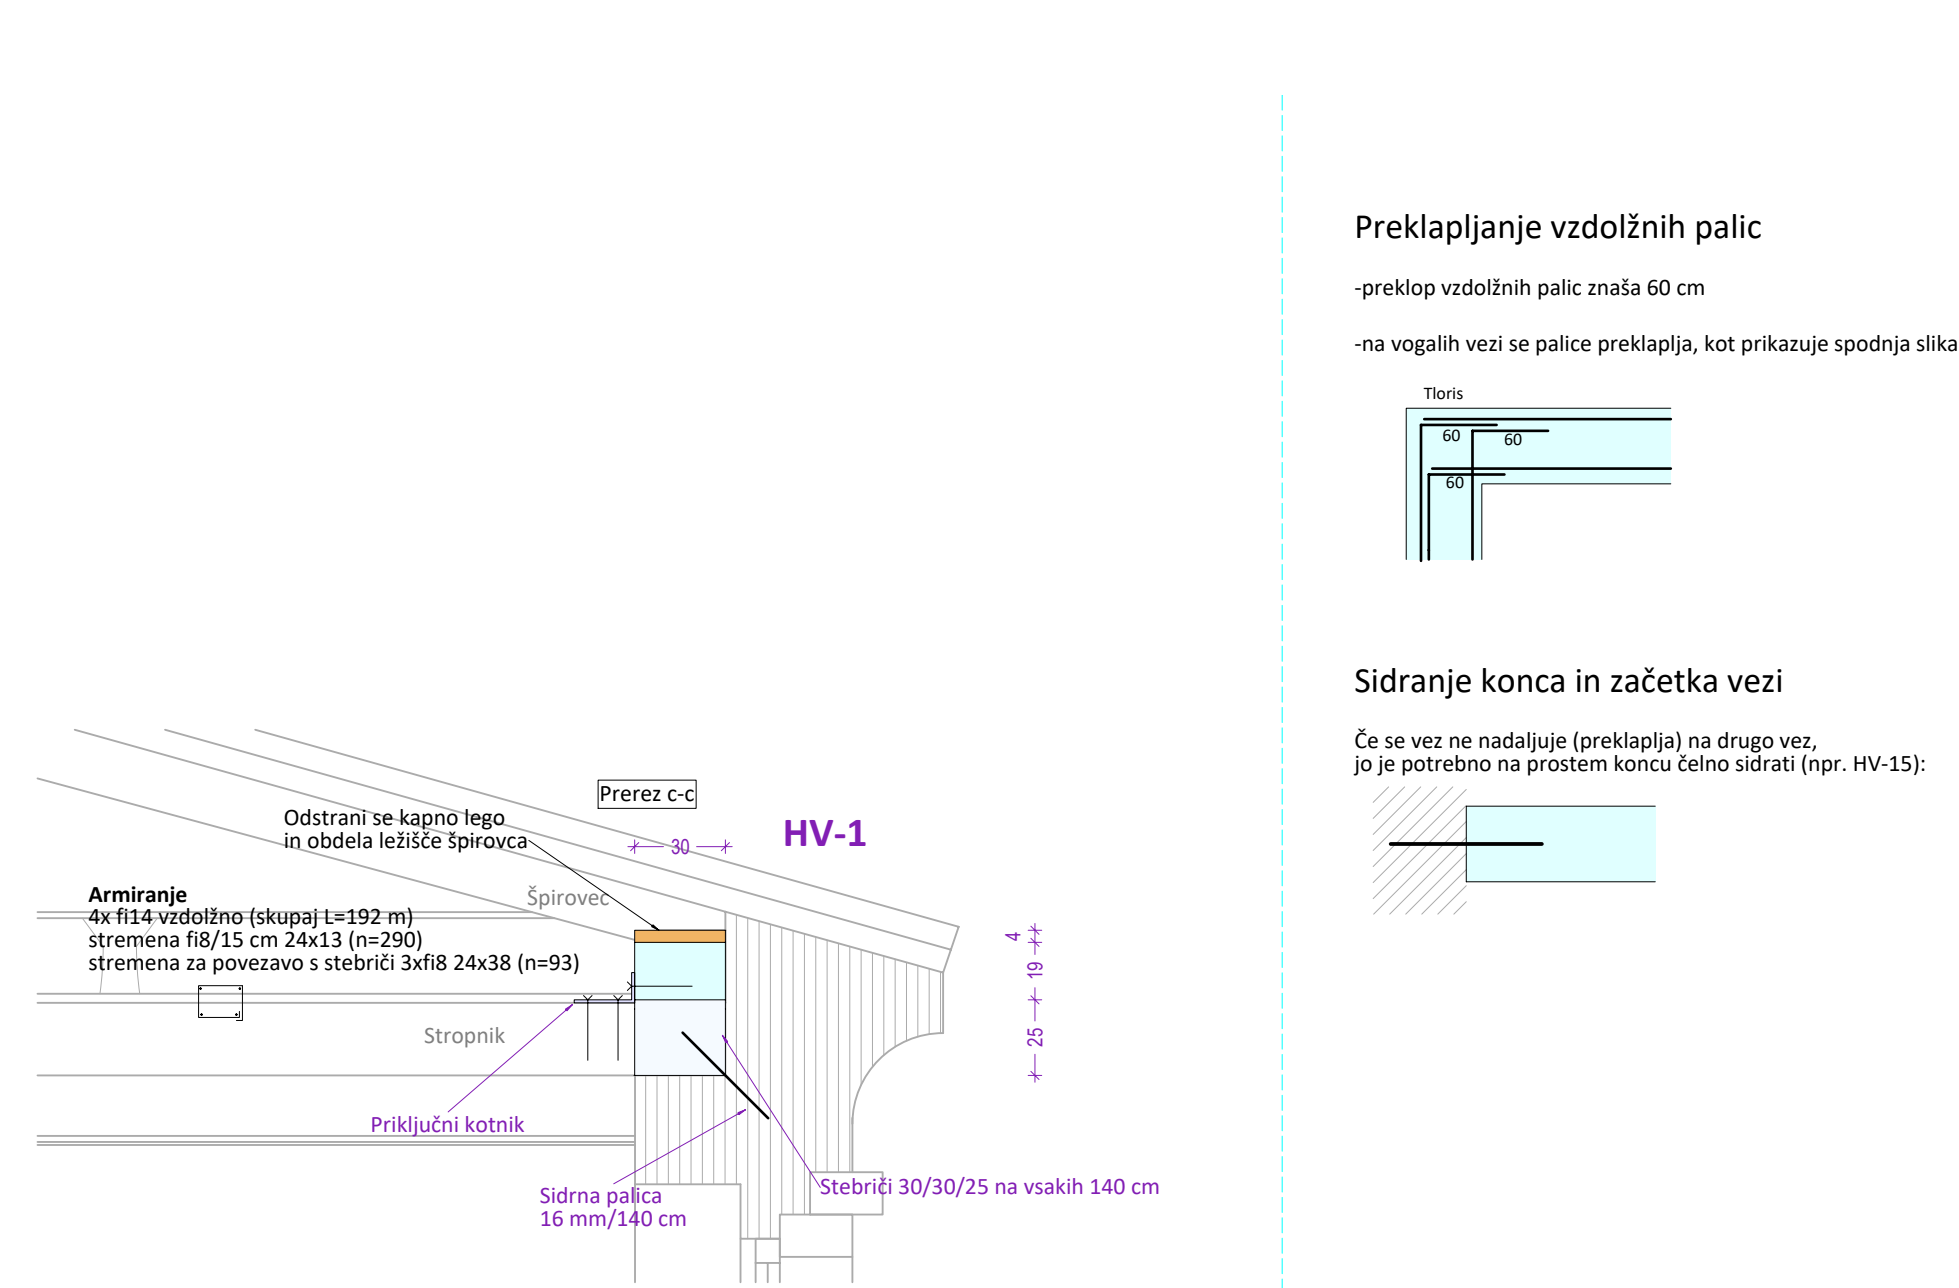 Preklapljanje vzdolžnih palic
-preklop vzdolžnih palic znaša 60 cm
-na vogalih vezi se palice preklaplja, kot prikazuje spodnja slika
Tloris
60
60
60
Sidranje konca in začetka vezi
Če se vez ne nadaljuje (preklaplja) na drugo vez,
jo je potrebno na prostem koncu čelno sidrati (npr. HV-15):
Prerez c-c
HV-1
30
Odstrani se kapno lego
in obdela ležišče špirovca
Špirovec
Armiranje
4x fi14 vzdolžno (skupaj L=192 m)
stremena fi8/15 cm 24x13 (n=290)
stremena za povezavo s stebriči 3xfi8 24x38 (n=93)
4
19
25
Stropnik
Priključni kotnik
Sidrna palica
16 mm/140 cm
Stebriči 30/30/25 na vsakih 140 cm